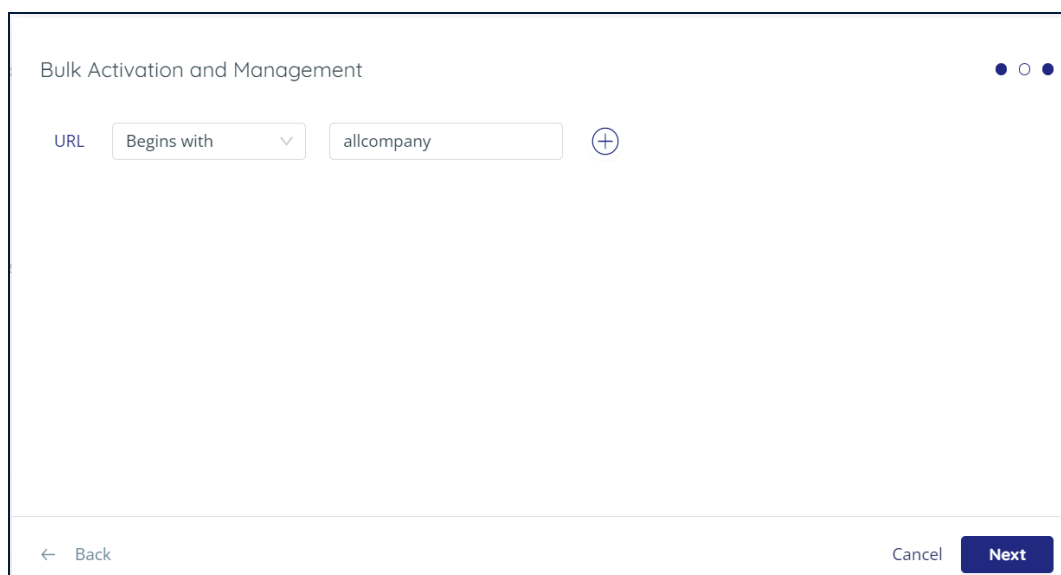 Bulk Activation and Management
URL Begins with allcompany
Back Cancel Next